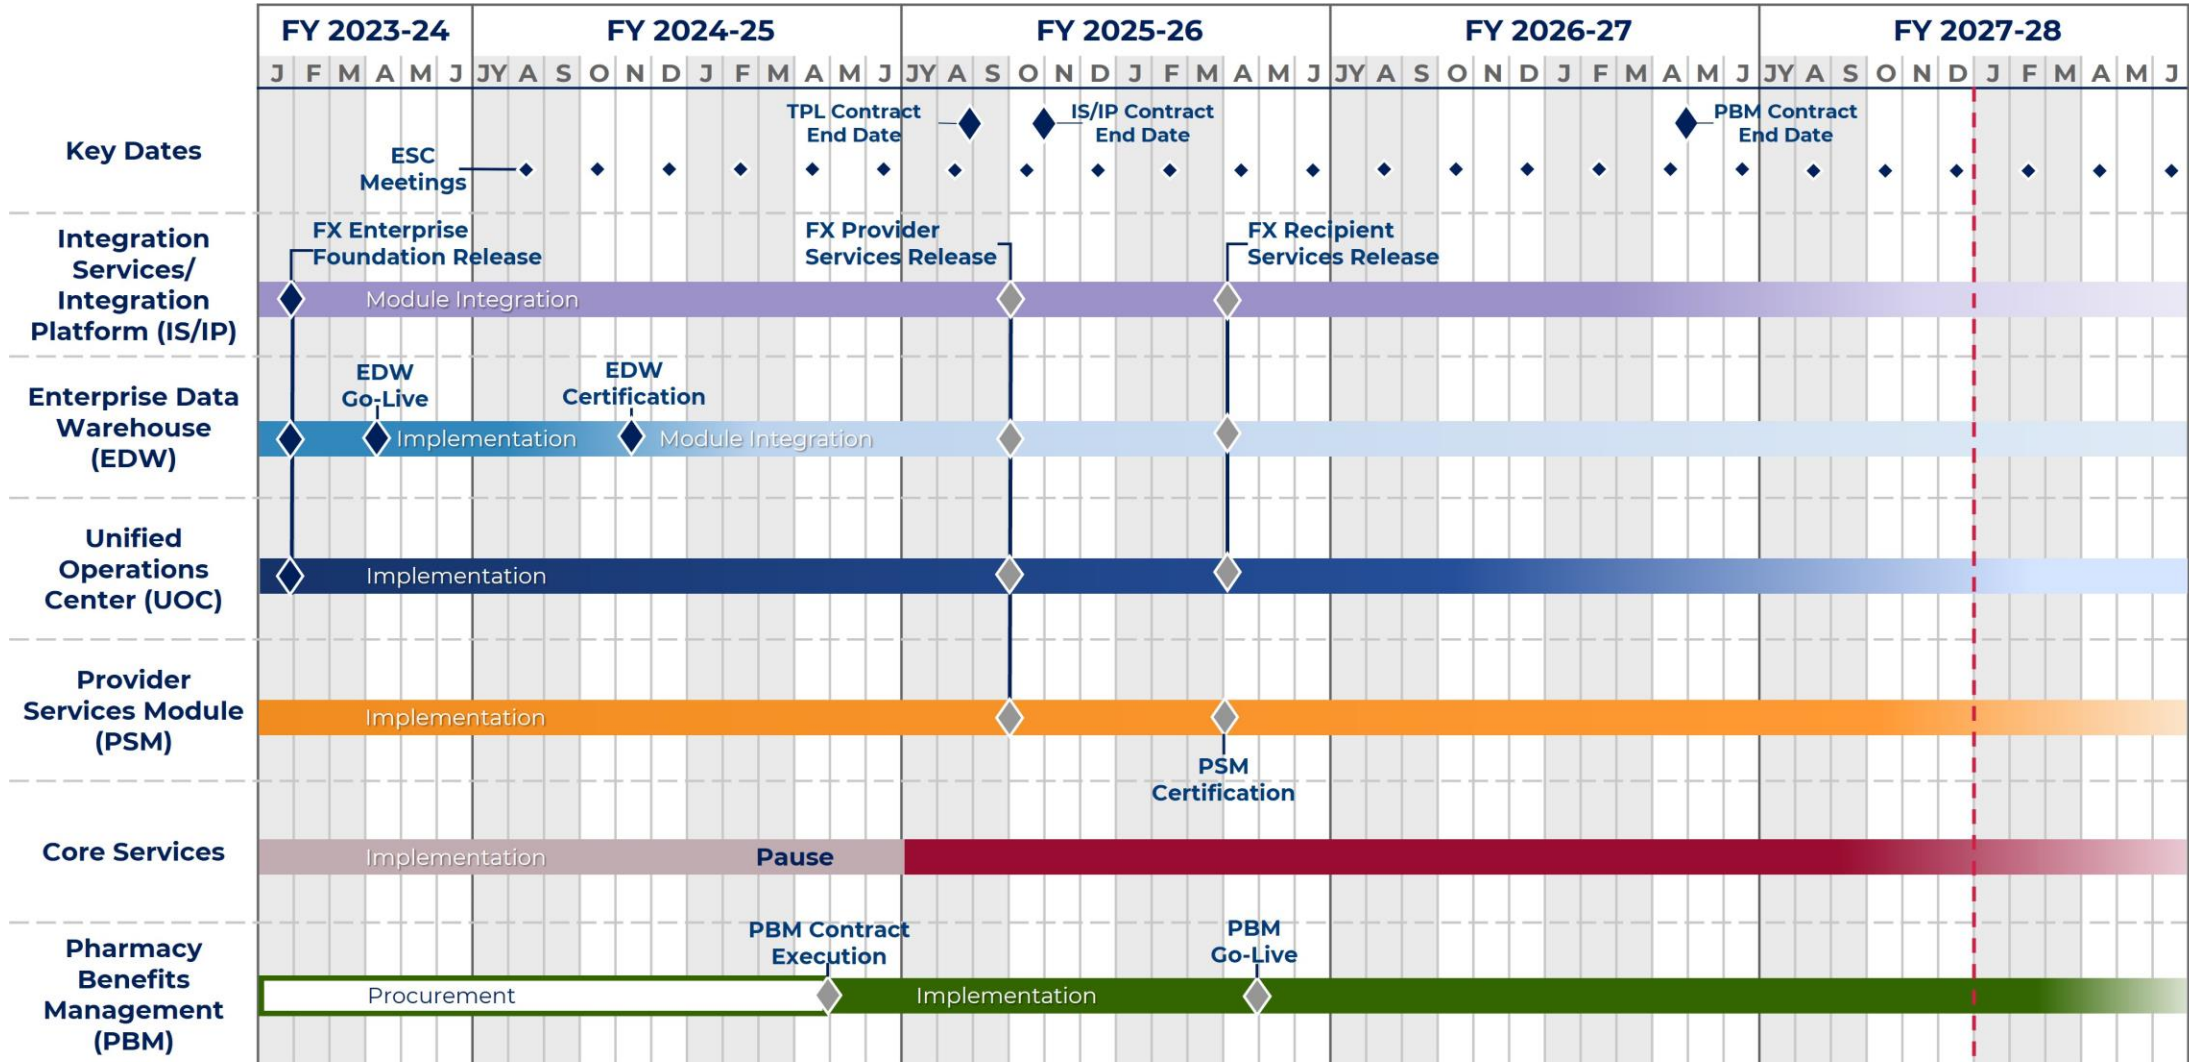 FY 2023-24 FY 2024-25 FY 2025-26 FY 2026-27 FY 2027-28
J F M A M J JY A S O N D J F M A M J JY A S O N D J F M A M J JY A S O N D J F M A M J JY A S O N D J F M A M J
Key Dates
TPL Contract
End Date
IS/IP Contract
End Date
PBM Contract
End Date
ESC
Meetings
Integration
Services/
Integration
Platform (IS/IP)
FX Enterprise
Foundation Release
FX Provider
Services Release
FX Recipient
Services Release
Module Integration
Enterprise Data
Warehouse
(EDW)
EDW
Go-Live
EDW
Certification
Implementation
Module Integration
Unified
Operations
Center (UOC)
Implementation
Provider
Services Module
(PSM)
Implementation
PSM
Certification
Core Services
Implementation
Pause
Pharmacy
Benefits
Management
(PBM)
PBM Contract
Execution
PBM
Go-Live
Procurement
Implementation